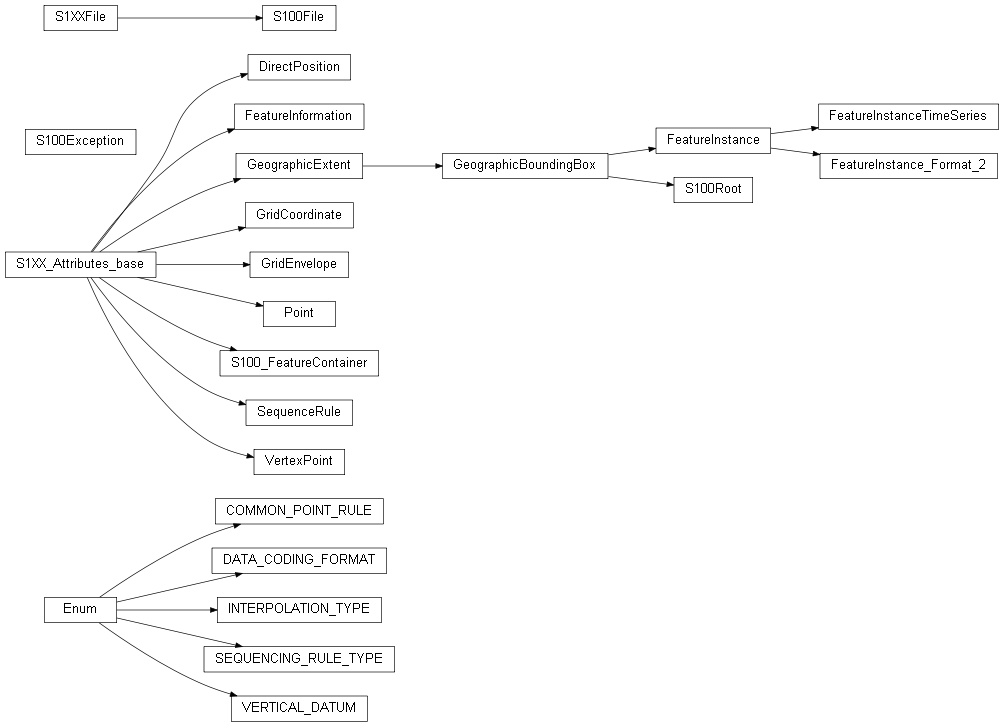 S1XXFile
S100File
DirectPosition
FeatureInformation
FeatureInstanceTimeSeries
S100Exception
FeatureInstance
GeographicExtent
GeographicBoundingBox
FeatureInstance_Format_2
S100Root
GridCoordinate
S1XX_Attributes_base
GridEnvelope
Point
S100_FeatureContainer
SequenceRule
VertexPoint
COMMON_POINT_RULE
DATA_CODING_FORMAT
Enum
INTERPOLATION_TYPE
SEQUENCING_RULE_TYPE
VERTICAL_DATUM